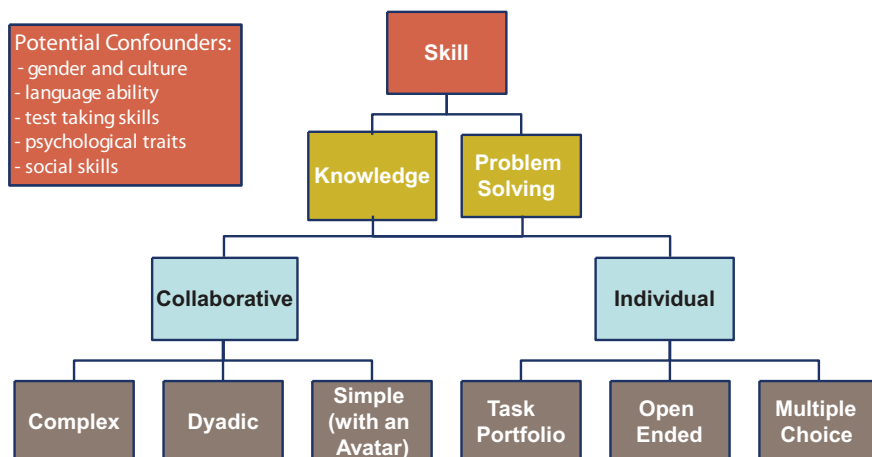 Potential Confounders:
- gender and culture
- language ability
- test taking skills
- psychological traits
- social skills
Skill
Knowledge
Problem
Solving
Collaborative
Individual
Complex
Dyadic
Simple
(with an
Avatar)
Task
Portfolio
Open
Ended
Multiple
Choice